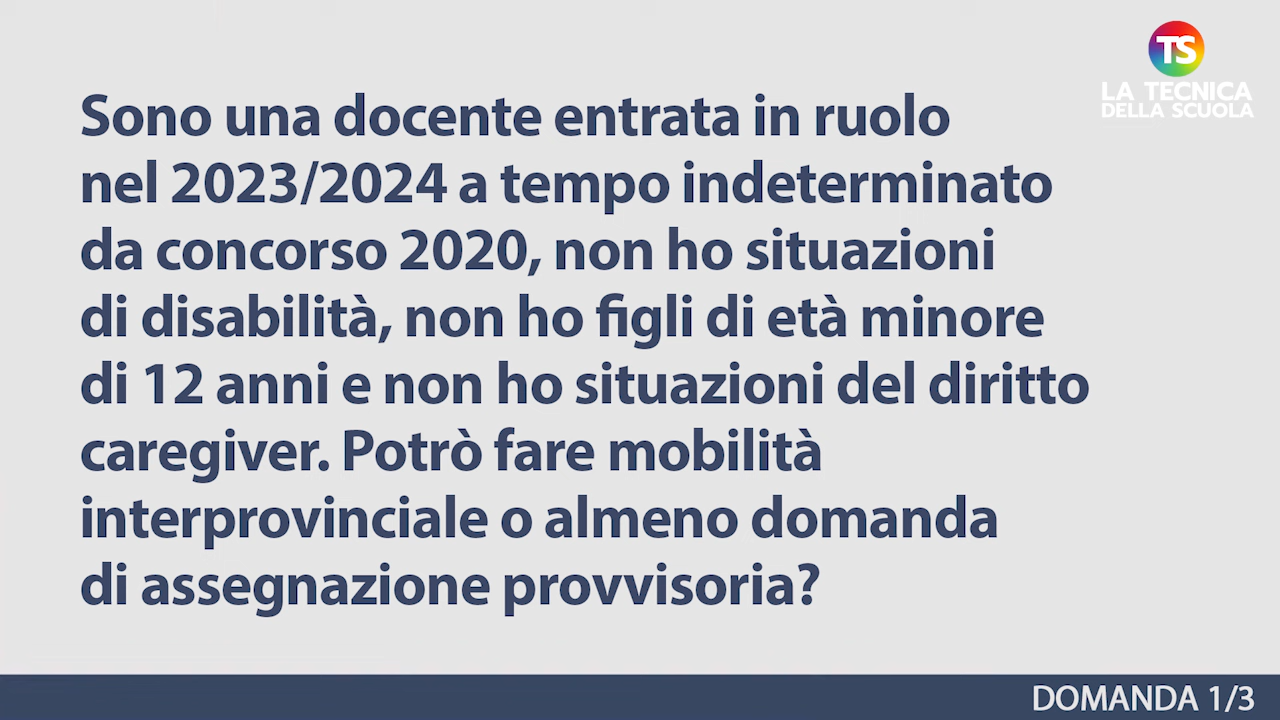 TS
LA TECNICA
DELLA SCUOLA
Sono una docente entrata in ruolo
nel 2023/2024 a tempo indeterminato
da concorso 2020, non ho situazioni
di disabilità, non ho figli di età minore
di 12 anni e non ho situazioni del diritto
caregiver. Potrò fare mobilità
interprovinciale o almeno domanda
di assegnazione provvisoria?
DOMANDA 1/3